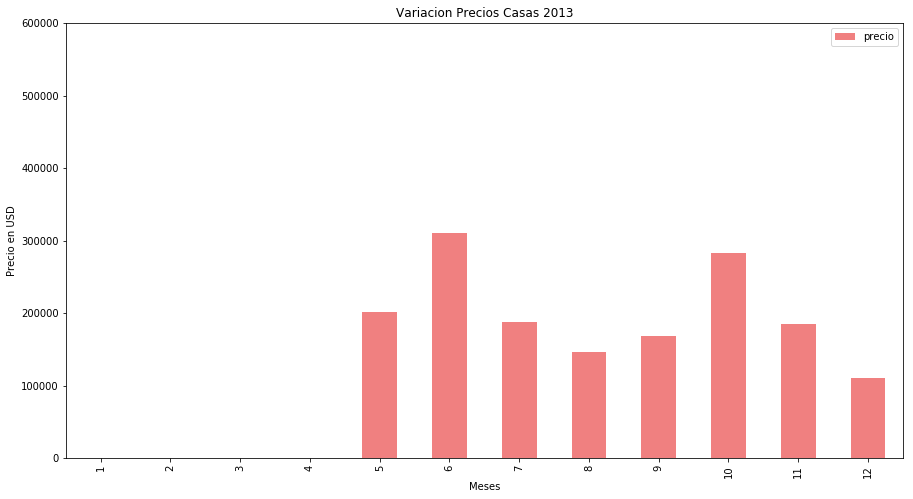 Variacion Precios Casas 2013
precio
Precio en USD
600000
500000
400000
300000
200000
100000
0
1 2 3 4 5 6 7 8 9 10 11 12
Meses